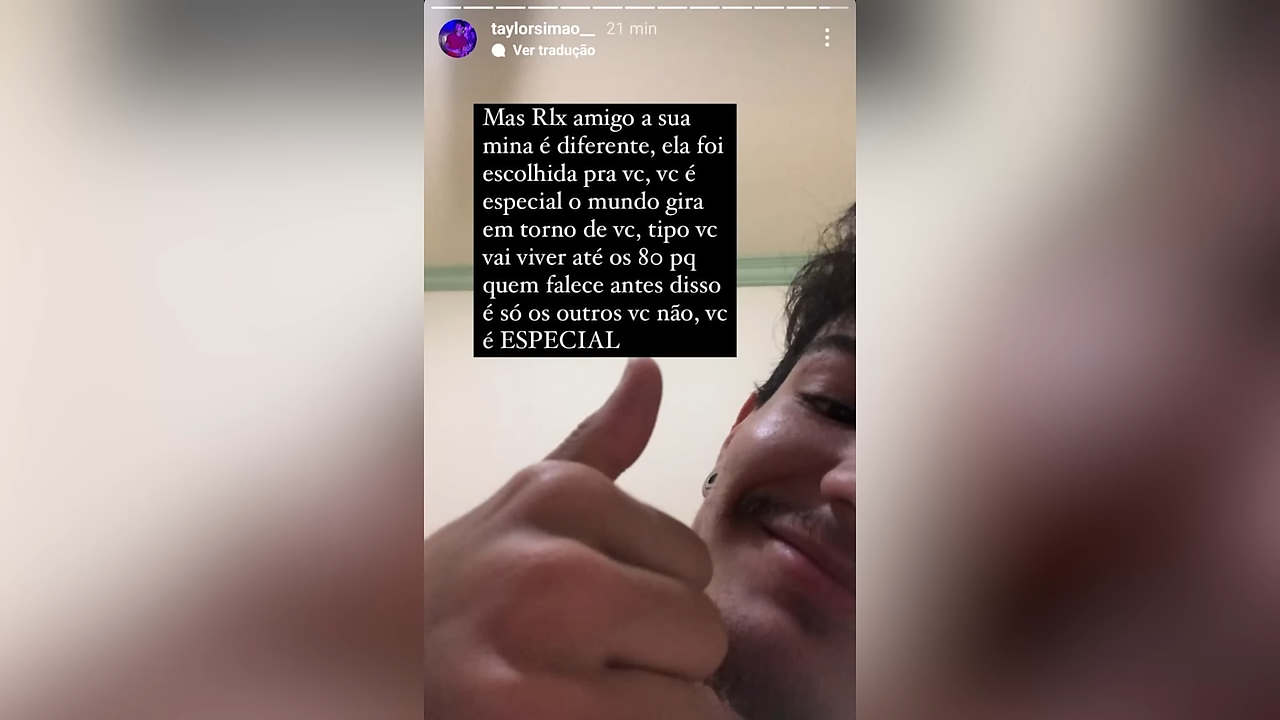 taylorsimao__ 21 min
Ver tradução
Mas Rlx amigo a sua
mina é diferente, ela foi
escolhida pra vc, vc é
especial o mundo gira
em torno de vc, tipo vc
vai viver até os 80 pq
quem falece antes disso
é só os outros vc não, vc
é ESPECIAL